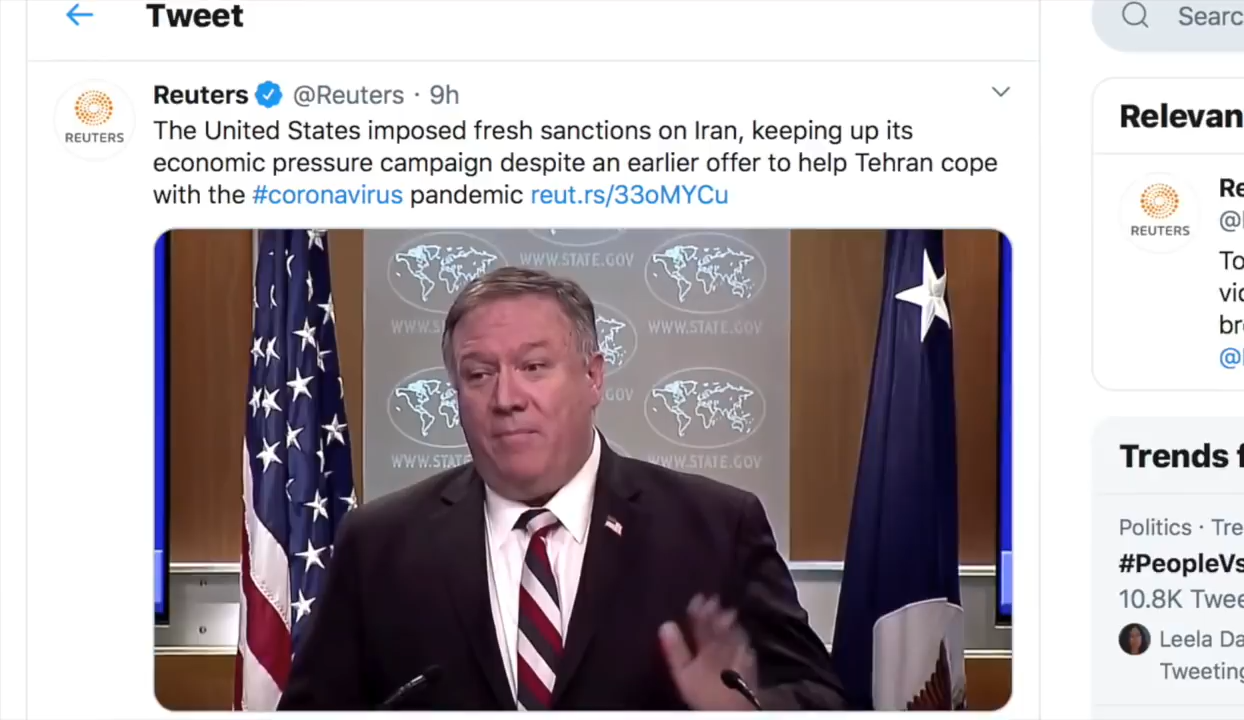 Tweet
Searc
Reuters @Reuters · 9h
REUTERS
The United States imposed fresh sanctions on Iran, keeping up its
economic pressure campaign despite an earlier offer to help Tehran cope
with the #coronavirus pandemic reut.rs/33oMYCu
WWW.STATE.GOV
WWW.S
WWW.STATE.GOV
GOV
WWW.STATE
WWW.STATE.GOV
Relevan
Re
@
REUTERS
To
vid
br
@
Trends f
Politics · Tre
#PeopleVs
10.8K Twee
Leela Da
Tweeting